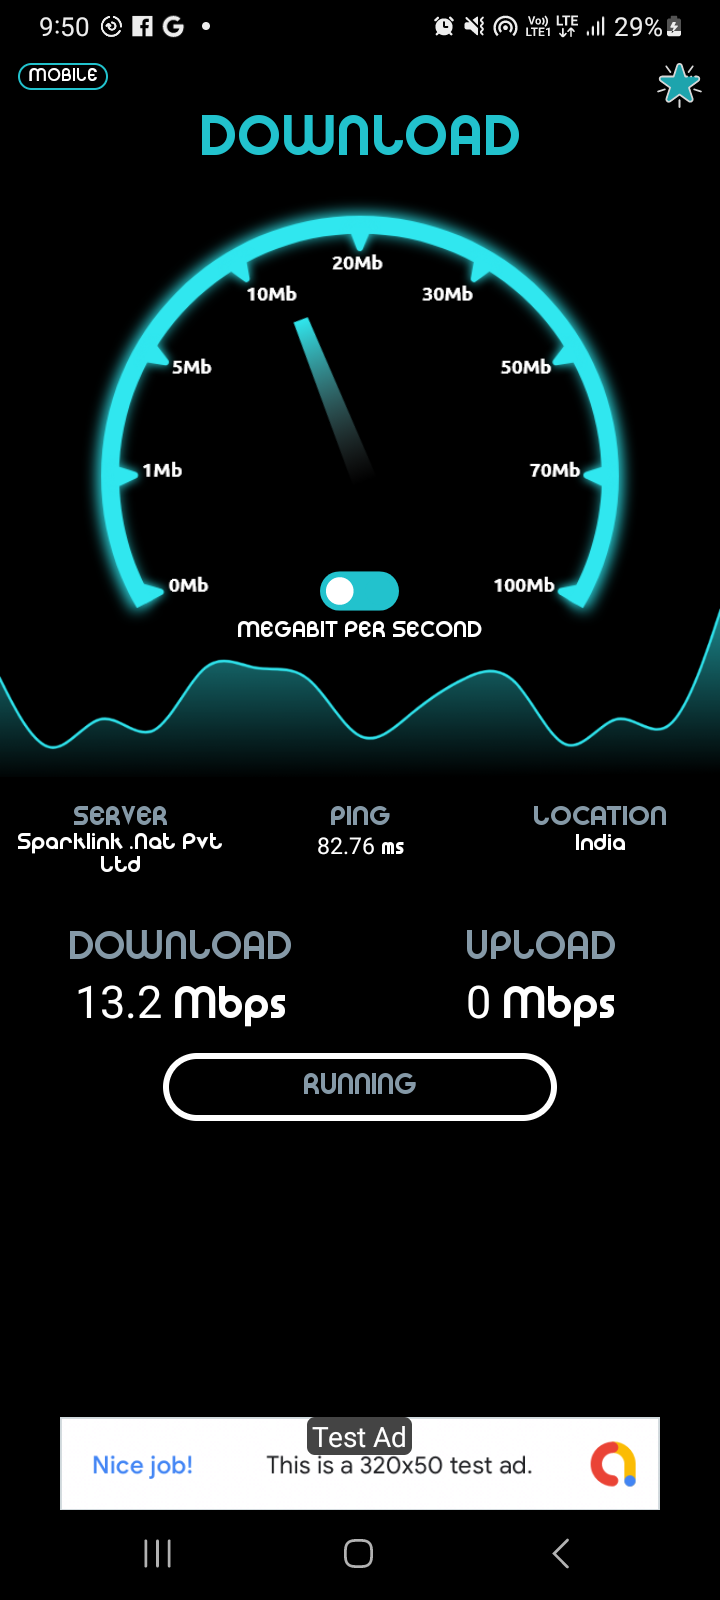 9:50
Vo))
LTE1
LTE
29%
MOBILE
DOWNLOAD
20Mb
10Mb
30Mb
5Mb
50Mb
1Mb
70Mb
0Mb
100Mb
MEGABIT PER SECOND
SERVER
PING
LOCATION
Sparklink .Nat Pvt
Ltd
82.76 ms
India
DOWNLOAD
UPLOAD
13.2 Mbps
0 Mbps
RUNNING
Test Ad
Nice job!
This is a 320x50 test ad.